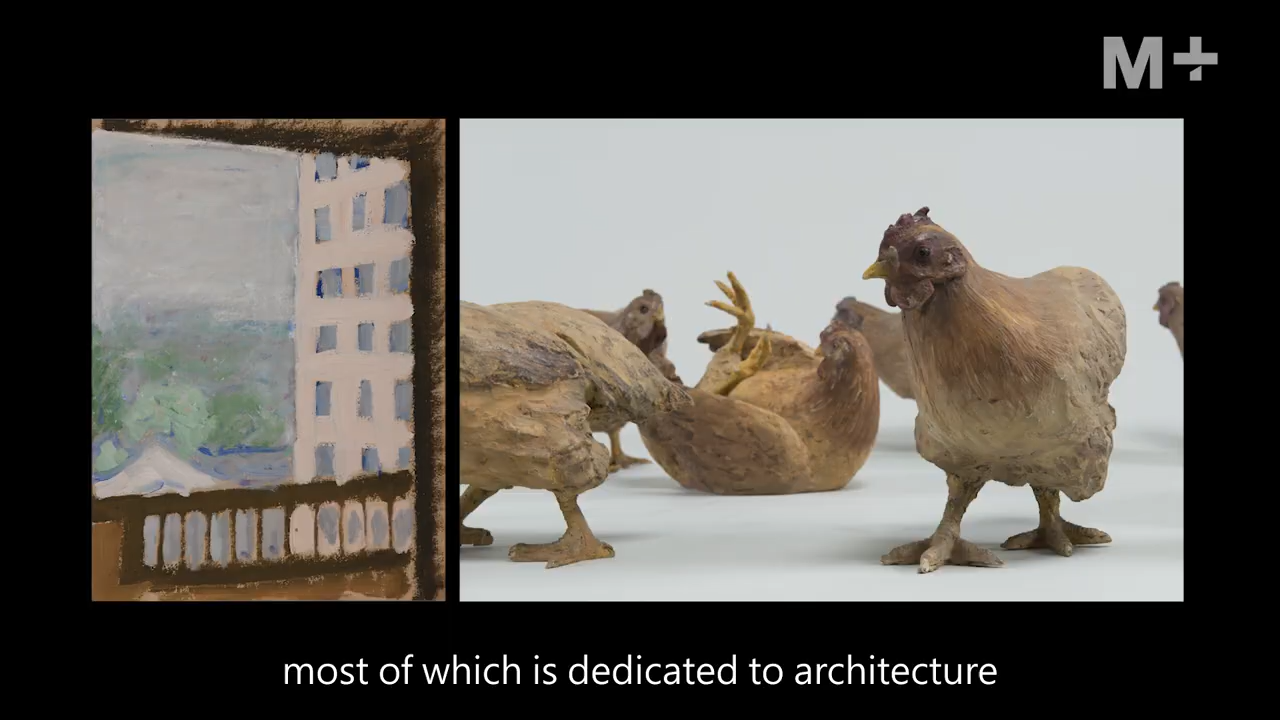 M+
most of which is dedicated to architecture